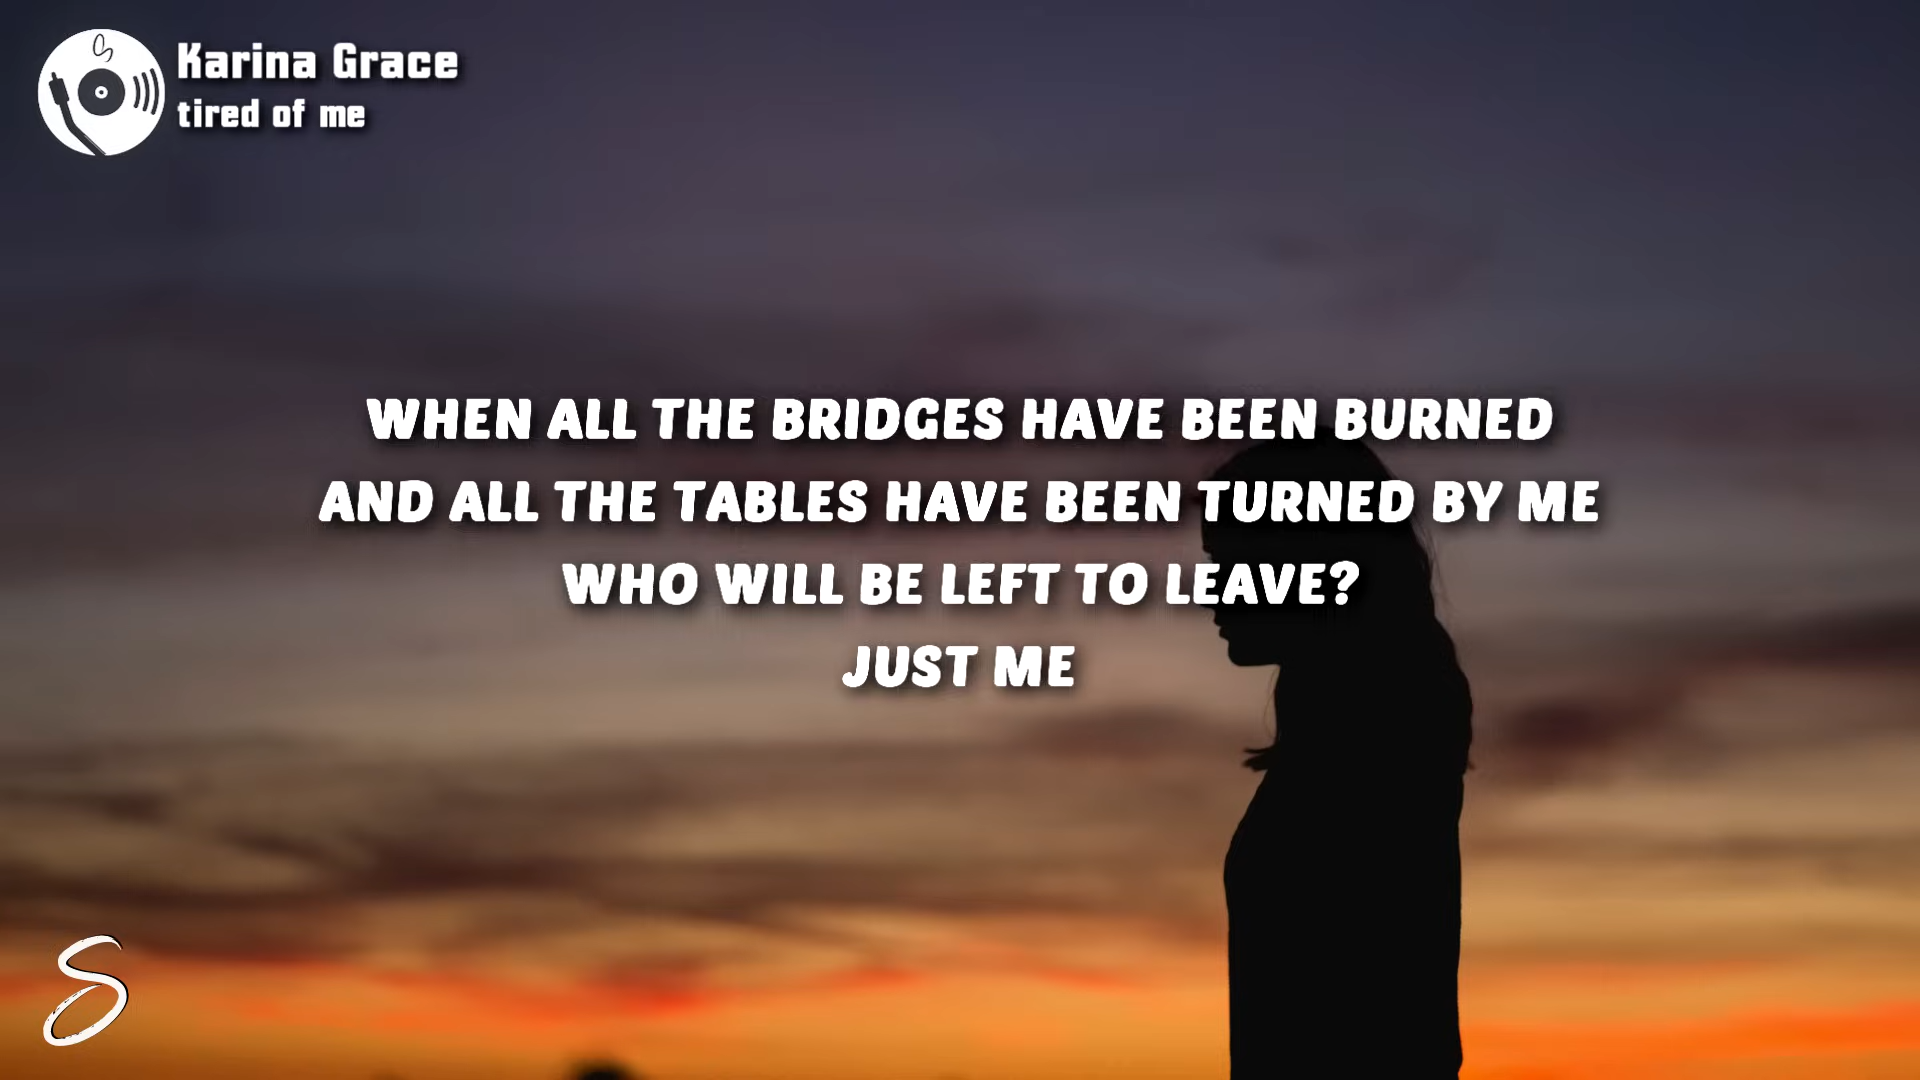 Karina Grace
tired of me
WHEN ALL THE BRIDGES HAVE BEEN BURNED
AND ALL THE TABLES HAVE BEEN TURNED BY ME
WHO WILL BE LEFT TO LEAVE?
JUST ME
S